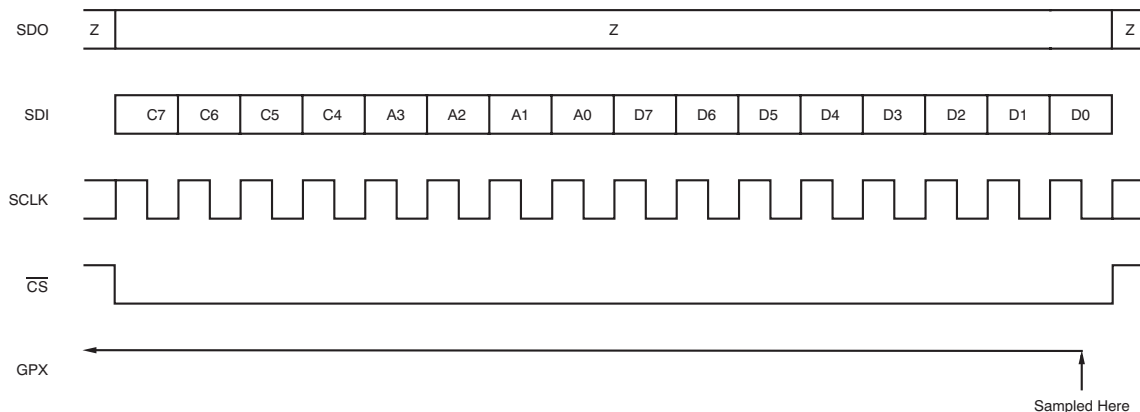 SDO Z Z Z
SDI C7 C6 C5 C4 A3 A2 A1 A0 D7 D6 D5 D4 D3 D2 D1 D0
SCLK
CS
GPX
Sampled Here